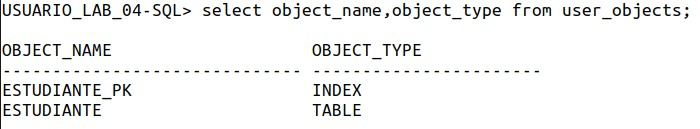 USUARIO_LAB_04-SQL> select object_name,object_type from user_objects;
OBJECT_NAME                    OBJECT_TYPE
------------------------------ -----------------------
ESTUDIANTE_PK                  INDEX
ESTUDIANTE                     TABLE